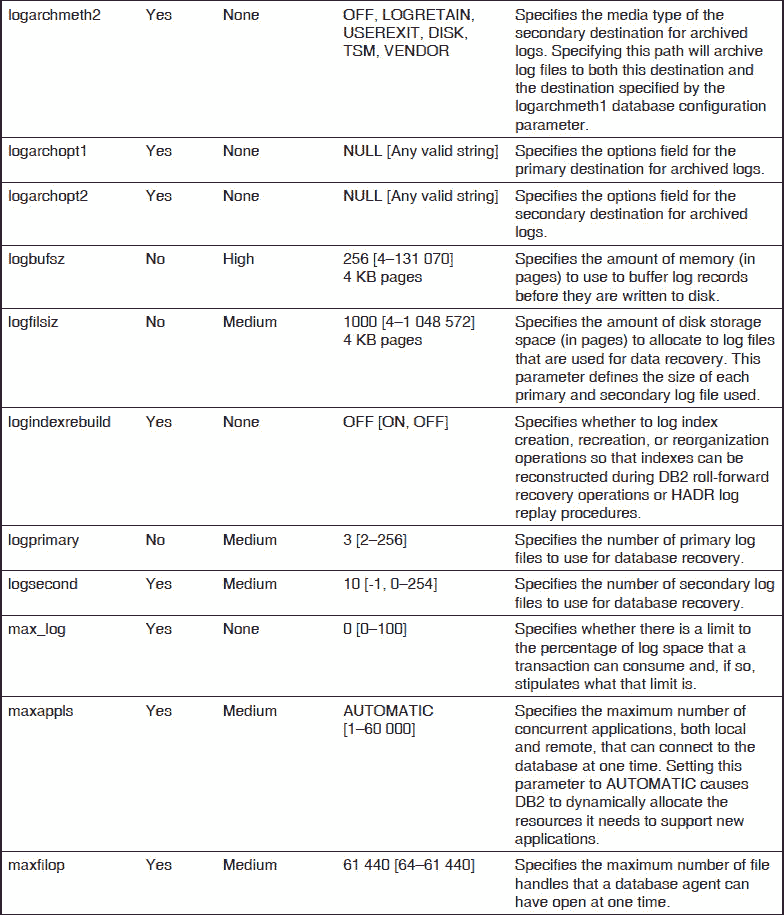 logarchmeth2 Yes None OFF, LOGRETAIN, Specifies the media type of the
USEREXIT, DISK, secondary destination for archived
TSM, VENDOR logs. Specifying this path will archive
log files to both this destination and
the destination specified by the
logarchmeth1 database configuration
parameter.
logarchopt1 Yes None NULL [Any valid string] Specifies the options field for the
primary destination for archived logs.
logarchopt2 Yes None NULL [Any valid string] Specifies the options field for the
secondary destination for archived
logs.
logbufsz No High 256 [4–131 070] Specifies the amount of memory (in
4 KB pages pages) to use to buffer log records
before they are written to disk.
logfilsiz No Medium 1000 [4–1 048 572] Specifies the amount of disk storage
4 KB pages space (in pages) to allocate to log files
that are used for data recovery. This
parameter defines the size of each
primary and secondary log file used.
logindexrebuild Yes None OFF [ON, OFF] Specifies whether to log index
creation, recreation, or reorganization
operations so that indexes can be
reconstructed during DB2 roll-forward
recovery operations or HADR log
replay procedures.
logprimary No Medium 3 [2–256] Specifies the number of primary log
files to use for database recovery.
logsecond Yes Medium 10 [-1, 0–254] Specifies the number of secondary log
files to use for database recovery.
max_log Yes None 0 [0–100] Specifies whether there is a limit to
the percentage of log space that a
transaction can consume and, if so,
stipulates what that limit is.
maxappls Yes Medium AUTOMATIC Specifies the maximum number of
[1–60 000] concurrent applications, both local
and remote, that can connect to the
database at one time. Setting this
parameter to AUTOMATIC causes
DB2 to dynamically allocate the
resources it needs to support new
applications.
maxfilop Yes Medium 61 440 [64–61 440] Specifies the maximum number of file
handles that a database agent can
have open at one time.